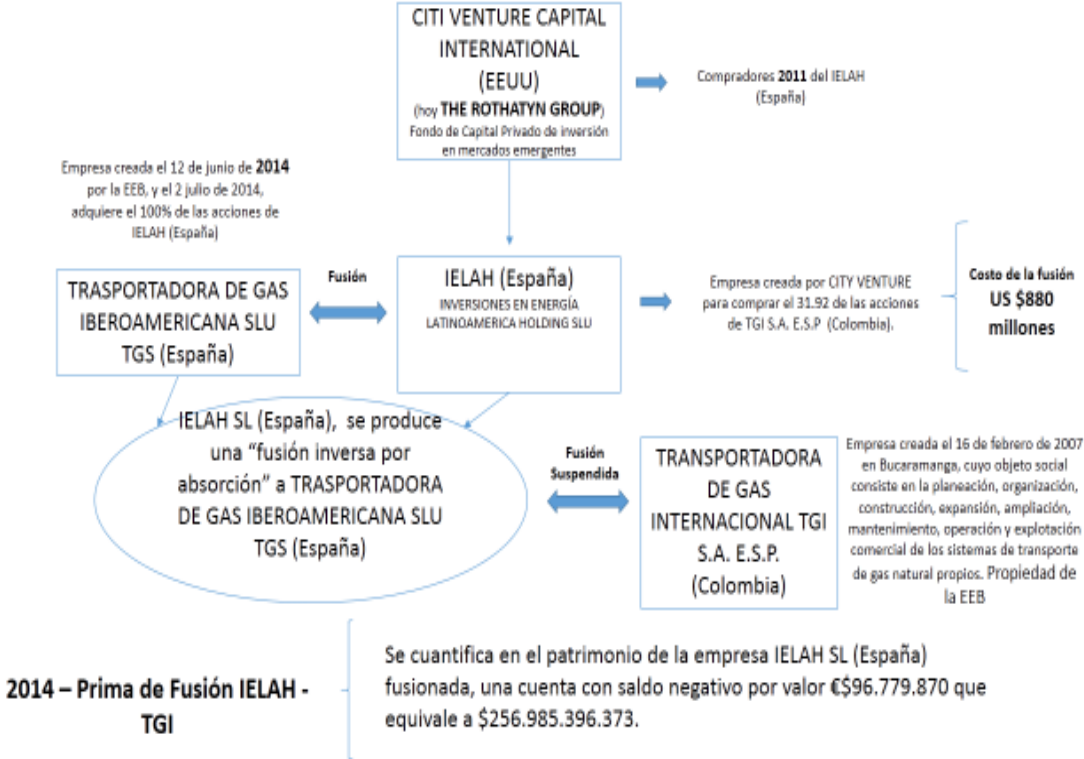 CITI VENTURE CAPITAL
INTERNATIONAL
(EEUU)
(hoy THE ROTHATYN GROUP)
Fondo de Capital Privado de inversión
en mercados emergentes
Compradores 2011 del IELAH
(España)
Empresa creada el 12 de junio de 2014
por la EEB, y el 2 julio de 2014,
adquiere el 100% de las acciones de
IELAH (España)
TRASPORTADORA DE GAS
IBEROAMERICANA SLU
TGS (España)
Fusión
IELAH (España)
INVERSIONES EN ENERGÍA
LATINOAMERICA HOLDING SLU
Empresa creada por CITY VENTURE
para comprar el 31.92 de las acciones
de TGI S.A. E.S.P (Colombia).
Costo de la fusión
US $880
millones
IELAH SL (España), se produce
una “fusión inversa por
absorción” a TRASPORTADORA
DE GAS IBEROAMERICANA SLU
TGS (España)
Fusión
Suspendida
TRANSPORTADORA
DE GAS
INTERNACIONAL TGI
S.A. E.S.P.
(Colombia)
Empresa creada el 16 de febrero de 2007
en Bucaramanga, cuyo objeto social
consiste en la planeación, organización,
construcción, expansión, ampliación,
mantenimiento, operación y explotación
comercial de los sistemas de transporte
de gas natural propios. Propiedad de
la EEB
2014 – Prima de Fusión IELAH -
TGI
Se cuantifica en el patrimonio de la empresa IELAH SL (España)
fusionada, una cuenta con saldo negativo por valor €$96.779.870 que
equivale a $256.985.396.373.